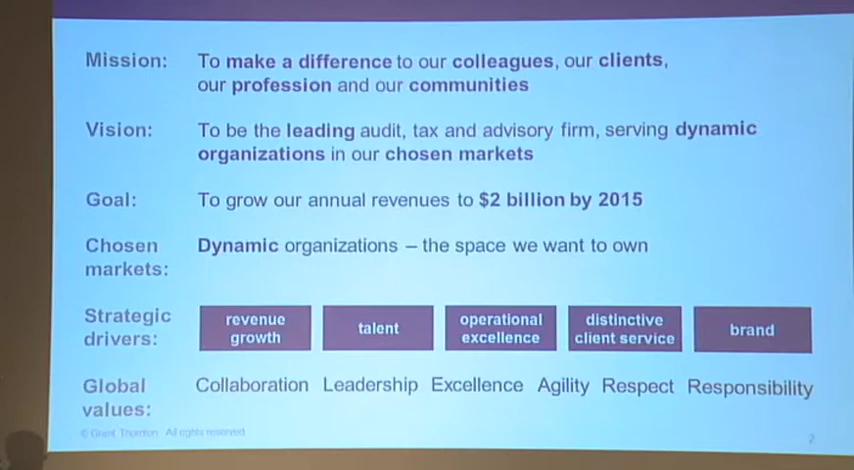 Mission: To make a difference to our colleagues, our clients,
our profession and our communities
Vision: To be the leading audit, tax and advisory firm, serving dynamic
organizations in our chosen markets
Goal: To grow our annual revenues to $2 billion by 2015
Chosen markets: Dynamic organizations – the space we want to own
Strategic drivers:
revenue growth
talent
operational excellence
distinctive client service
brand
Global values: Collaboration Leadership Excellence Agility Respect Responsibility
© Grant Thornton. All rights reserved.
2